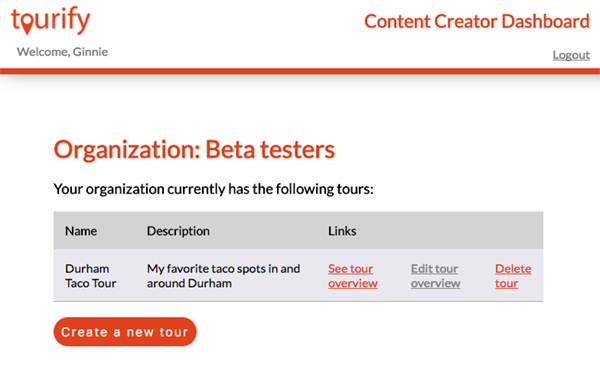 tourify
Content Creator Dashboard
Welcome, Ginnie
Logout
Organization: Beta testers
Your organization currently has the following tours:
Name Description Links
Durham My favorite taco spots in and See tour Edit tour Delete
Taco Tour around Durham overview overview tour
Create a new tour